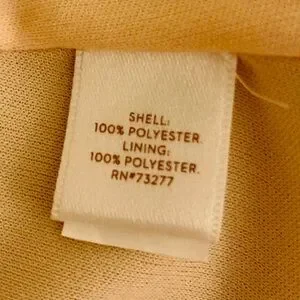 SHELL:
100% POLYESTER
LINING:
100% POLYESTER.
RN#73277